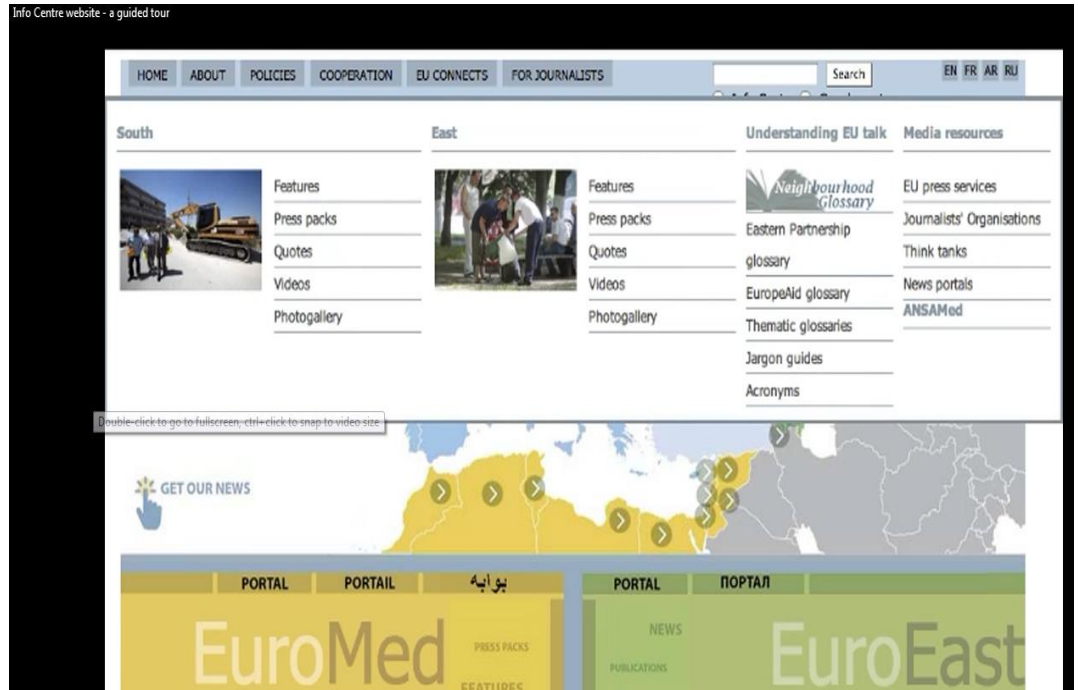 Info Centre website - a guided tour
HOME ABOUT POLICIES COOPERATION EU CONNECTS FOR JOURNALISTS Search EN FR AR RU
South
Features
Press packs
Quotes
Videos
Photogallery
East
Features
Press packs
Quotes
Videos
Photogallery
Understanding EU talk
Neighbourhood
Glossary
Eastern Partnership
glossary
EuropeAid glossary
Thematic glossaries
Jargon guides
Acronyms
Media resources
EU press services
Journalists' Organisations
Think tanks
News portals
ANSAMed
Double-click to go to fullscreen, ctrl+click to snap to video size
GET OUR NEWS
PORTAL PORTAIL بوابة
EuroMed
PRESS PACKS
FEATURES
PORTAL ПОРТАЛ
NEWS
PUBLICATIONS
EuroEast